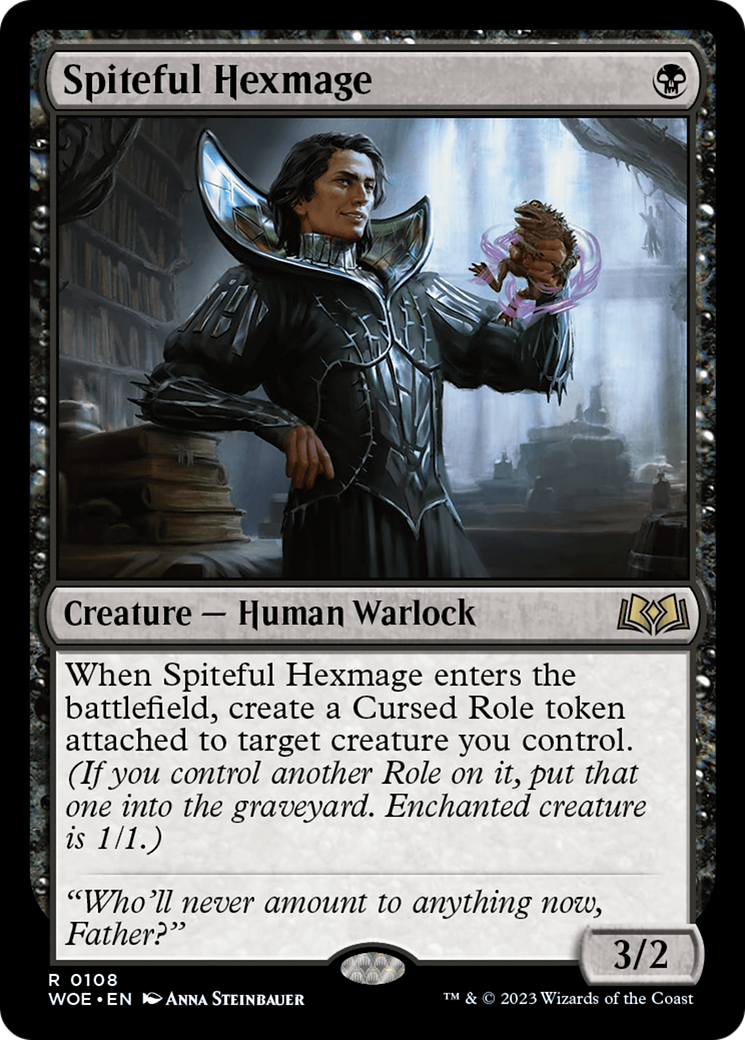 Spiteful Hexmage
Creature — Human Warlock
When Spiteful Hexmage enters the
battlefield, create a Cursed Role token
attached to target creature you control.
(If you control another Role on it, put that
one into the graveyard. Enchanted creature
is 1/1.)
“Who’ll never amount to anything now,
Father?”
3/2
R 0108
WOE • EN Anna Steinbauer
™ & © 2023 Wizards of the Coast